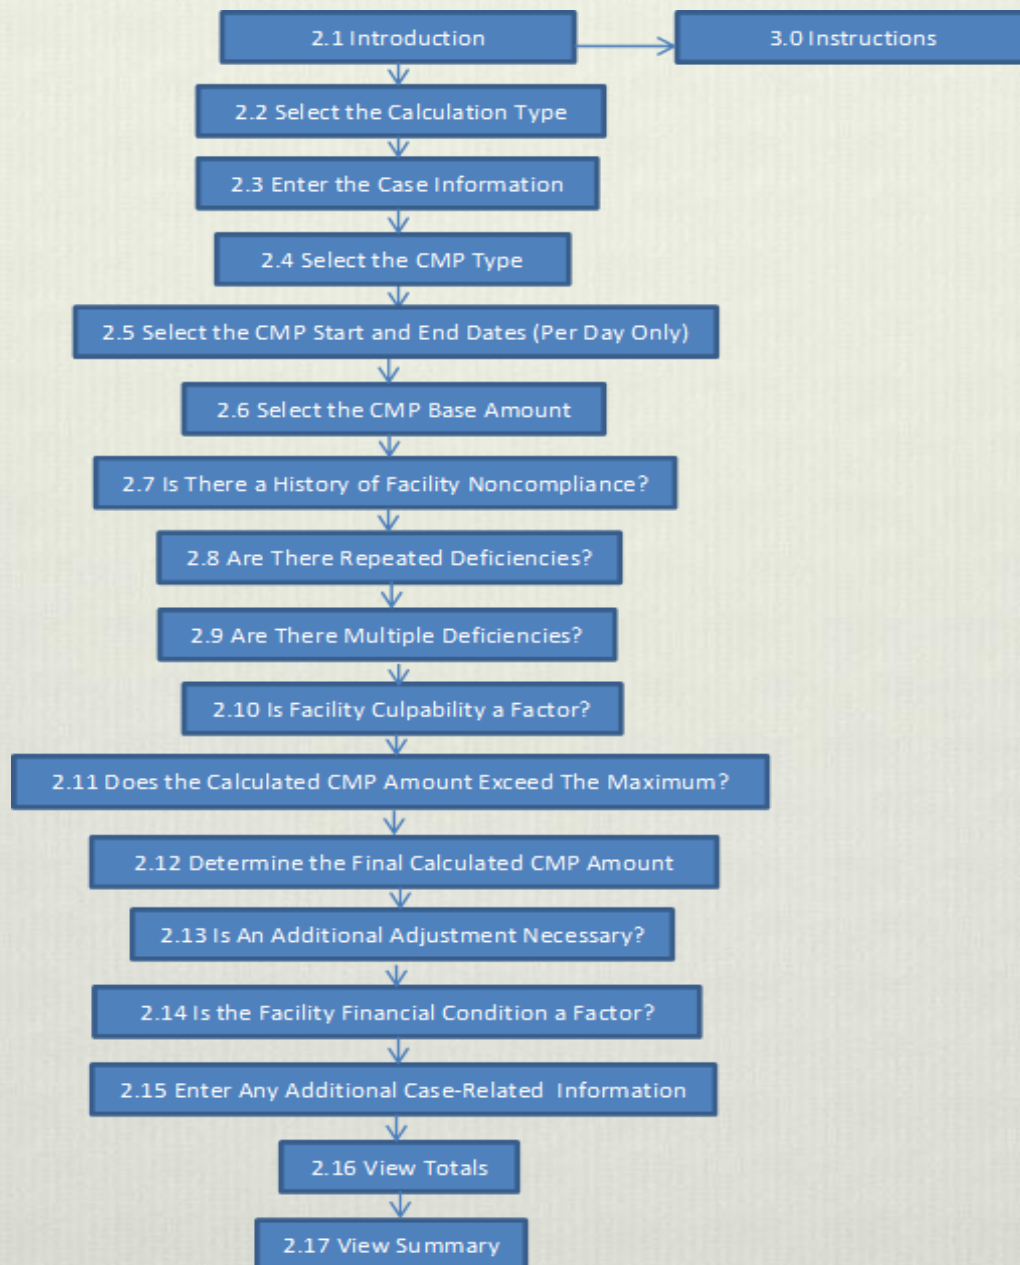 2.1 Introduction
3.0 Instructions
2.2 Select the Calculation Type
2.3 Enter the Case Information
2.4 Select the CMP Type
2.5 Select the CMP Start and End Dates (Per Day Only)
2.6 Select the CMP Base Amount
2.7 Is There a History of Facility Noncompliance?
2.8 Are There Repeated Deficiencies?
2.9 Are There Multiple Deficiencies?
2.10 Is Facility Culpability a Factor?
2.11 Does the Calculated CMP Amount Exceed The Maximum?
2.12 Determine the Final Calculated CMP Amount
2.13 Is An Additional Adjustment Necessary?
2.14 Is the Facility Financial Condition a Factor?
2.15 Enter Any Additional Case-Related  Information
2.16 View Totals
2.17 View Summary